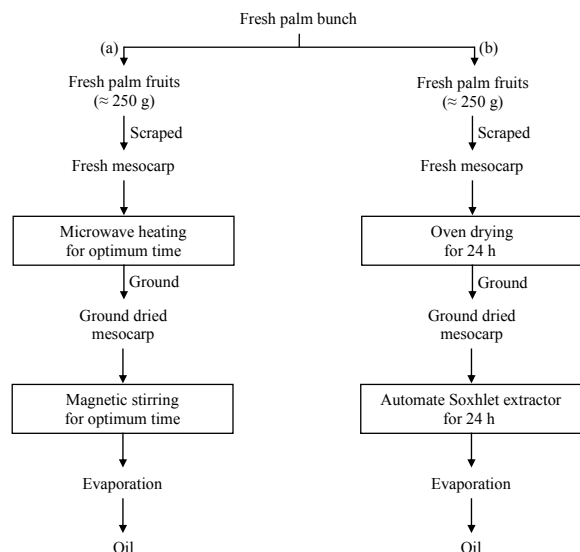 Fresh palm bunch
(a)
(b)
Fresh palm fruits
(≈ 250 g)
Scraped
Fresh mesocarp
Microwave heating
for optimum time
Ground
Ground dried
mesocarp
Magnetic stirring
for optimum time
Evaporation
Oil
Fresh palm fruits
(≈ 250 g)
Scraped
Fresh mesocarp
Oven drying
for 24 h
Ground
Ground dried
mesocarp
Automate Soxhlet extractor
for 24 h
Evaporation
Oil